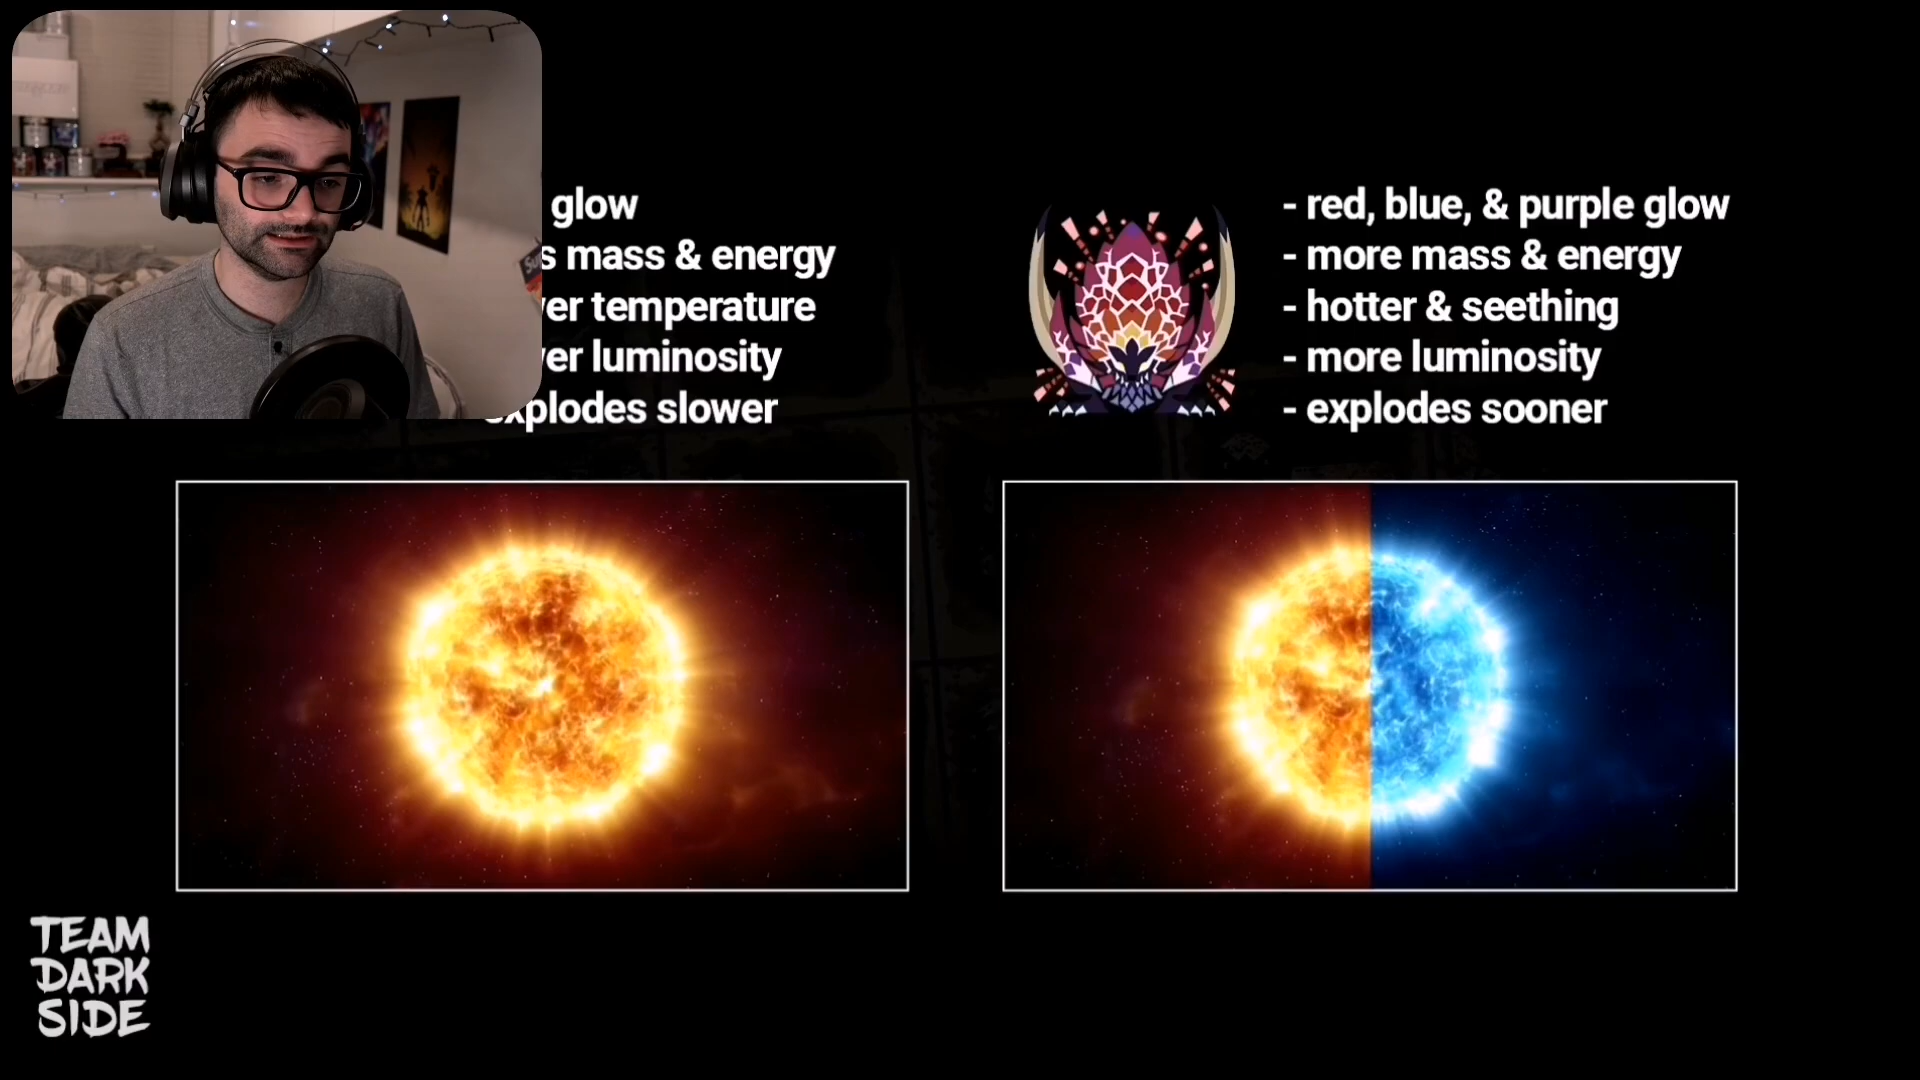 glow
s mass & energy
er temperature
er luminosity
explodes slower
- red, blue, & purple glow
- more mass & energy
- hotter & seething
- more luminosity
- explodes sooner
TEAM
DARK
SIDE